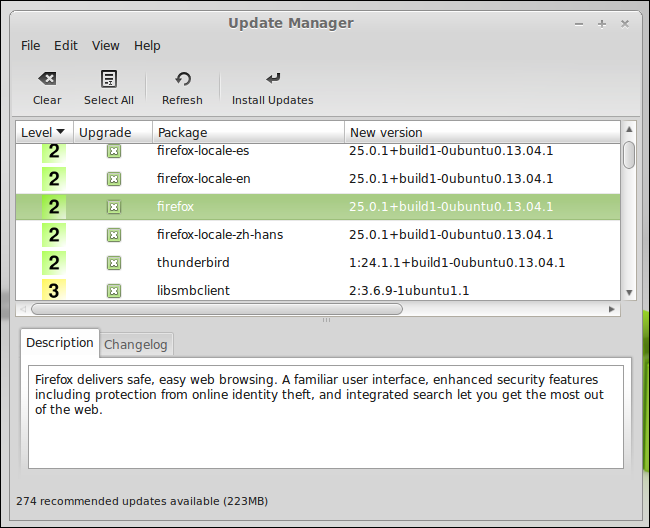 Update Manager
File Edit View Help
Clear Select All Refresh Install Updates
Level Upgrade Package New version
2 firefox-locale-es 25.0.1+build1-0ubuntu0.13.04.1
2 firefox-locale-en 25.0.1+build1-0ubuntu0.13.04.1
2 firefox 25.0.1+build1-0ubuntu0.13.04.1
2 firefox-locale-zh-hans 25.0.1+build1-0ubuntu0.13.04.1
2 thunderbird 1:24.1.1+build1-0ubuntu0.13.04.1
3 libsmbclient 2:3.6.9-1ubuntu1.1
Description Changelog
Firefox delivers safe, easy web browsing. A familiar user interface, enhanced security features
including protection from online identity theft, and integrated search let you get the most out
of the web.
274 recommended updates available (223MB)